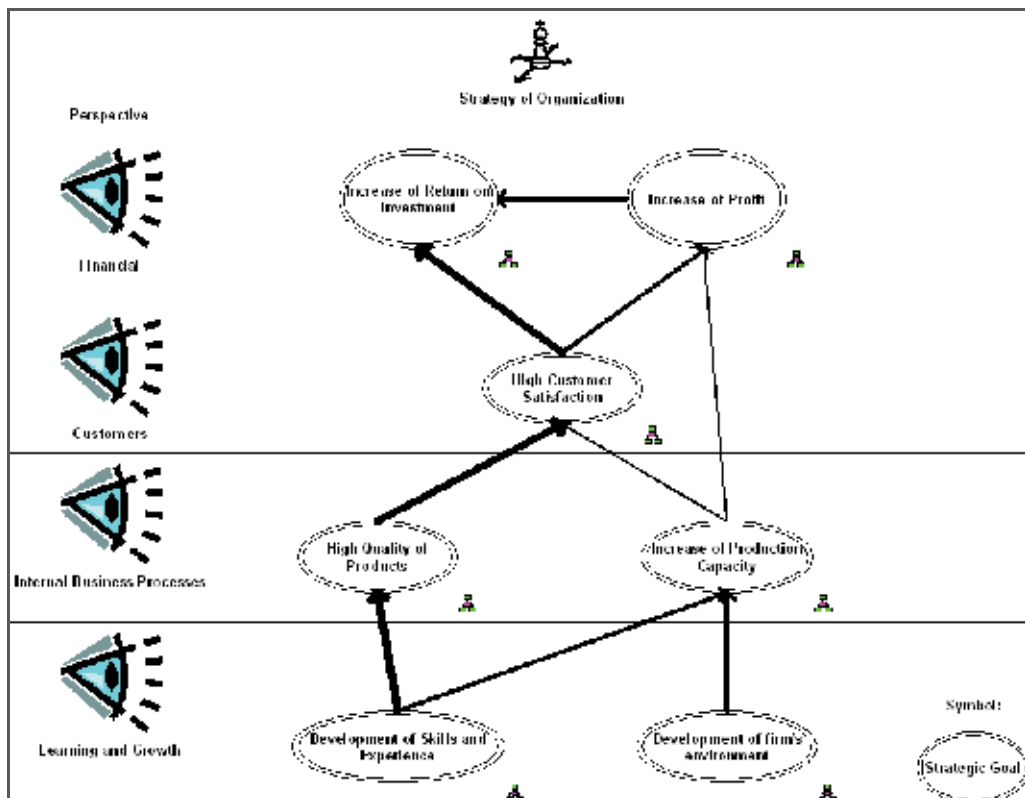 Strategy of Organization
Perspective
Increase of Return on
Investment
Increase of Profit
Financial
High Customer
Satisfaction
Customers
High Quality of
Products
Increase of Production
Capacity
Internal Business Processes
Symbol:
Learning and Growth
Development of Skills and
Experience
Development of firm's
environment
Strategic Goal